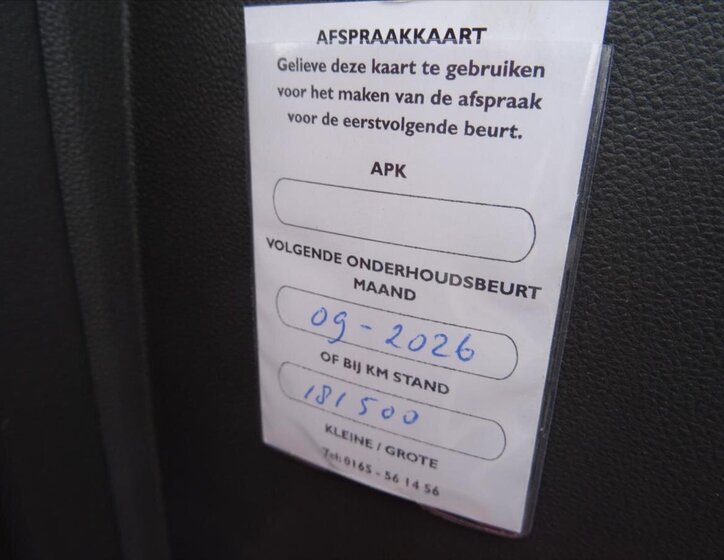 AFSPRAAKKAART
Gelieve deze kaart te gebruiken
voor het maken van de afspraak
voor de eerstvolgende beurt.
APK
VOLGENDE ONDERHOUDSBEURT
MAAND
09-2026
OF BIJ KM STAND
181500
KLEINE / GROTE
Tel: 0165 - 56 14 56